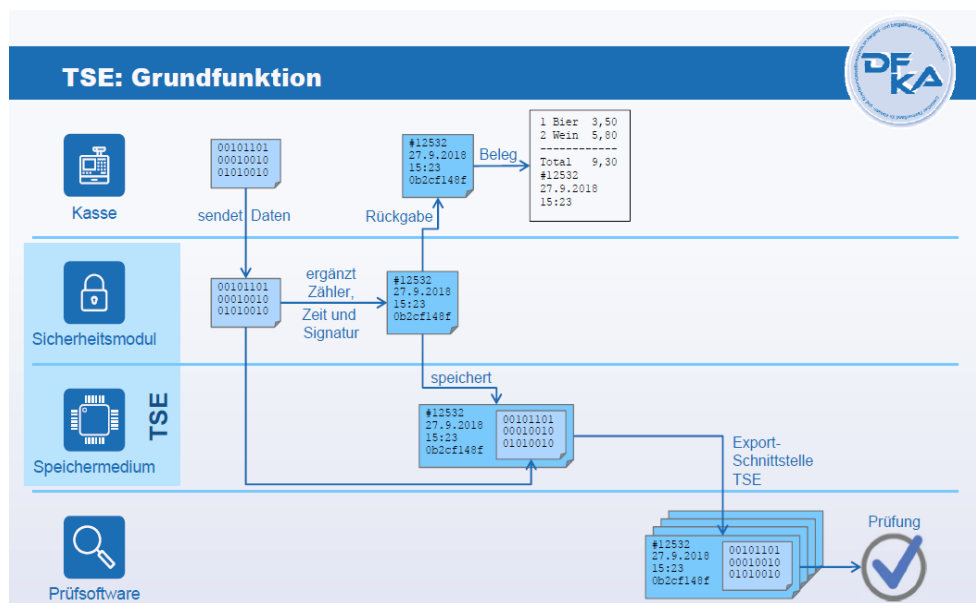 TSE: Grundfunktion
DFKA
Kasse
00101101
00010010
01010010
sendet Daten
#12532
27.9.2018
15:23
0b2cf148f
Rückgabe
Beleg
1 Bier 3,50
2 Wein 5,80
------------
Total 9,30
#12532
27.9.2018
15:23
Sicherheitsmodul
00101101
00010010
01010010
ergänzt
Zähler,
Zeit und
Signatur
#12532
27.9.2018
15:23
0b2cf148f
TSE
Speichermedium
speichert
#12532
27.9.2018
15:23
0b2cf148f
00101101
00010010
01010010
Export-
Schnittstelle
TSE
Prüfsoftware
#12532
27.9.2018
15:23
0b2cf148f
00101101
00010010
01010010
Prüfung